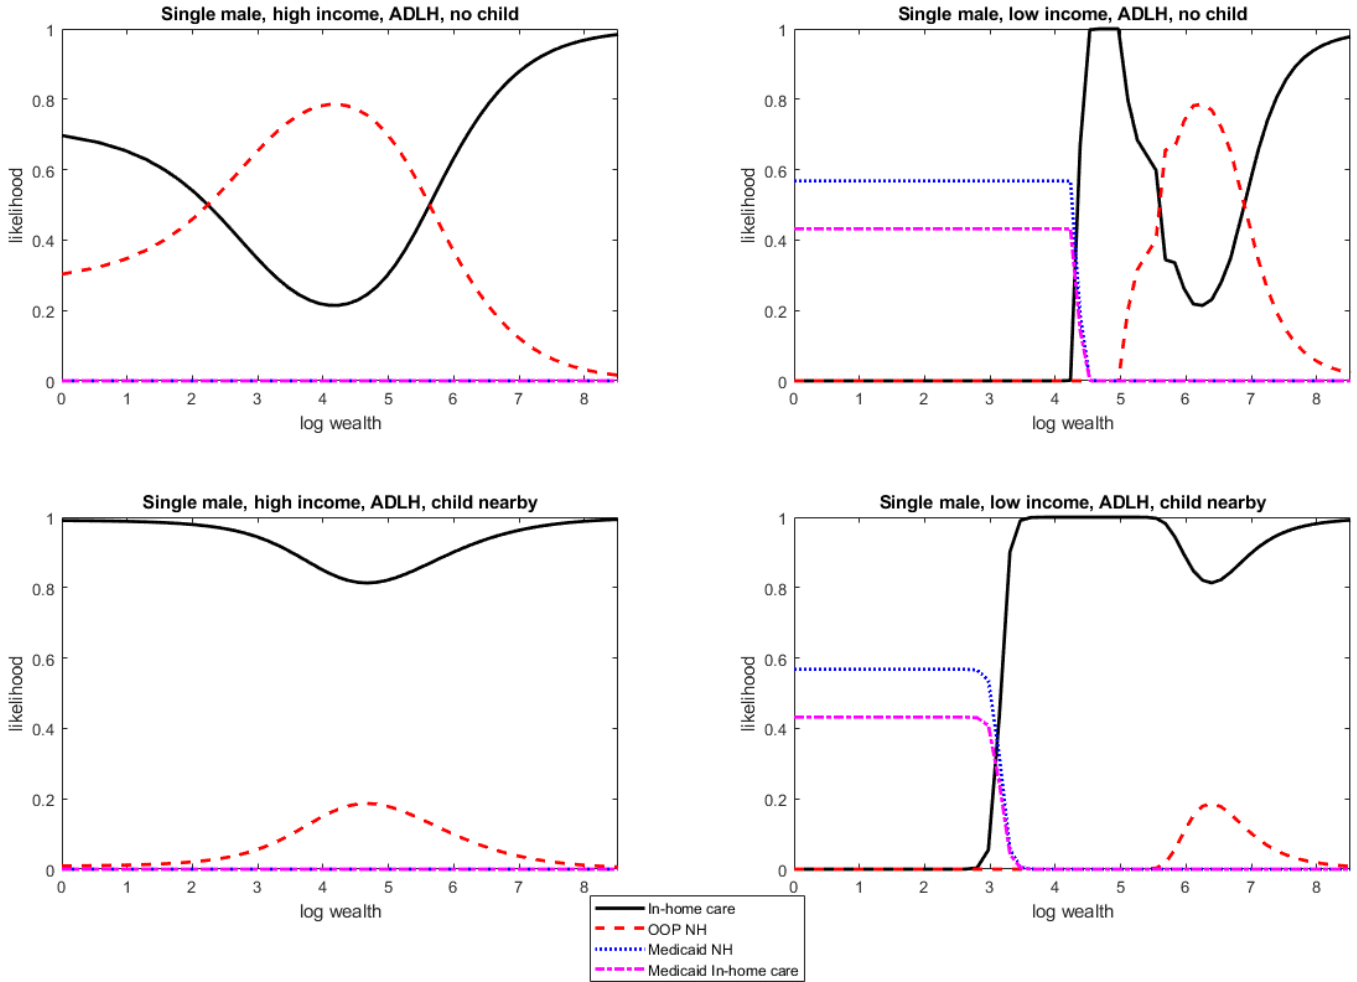 Single male, high income, ADLH, no child
1
0.8
0.6
0.4
0.2
0
likelihood
0 1 2 3 4 5 6 7 8
log wealth
Single male, low income, ADLH, no child
1
0.8
0.6
0.4
0.2
0
likelihood
0 1 2 3 4 5 6 7 8
log wealth
Single male, high income, ADLH, child nearby
1
0.8
0.6
0.4
0.2
0
likelihood
0 1 2 3 4 5 6 7 8
log wealth
Single male, low income, ADLH, child nearby
1
0.8
0.6
0.4
0.2
0
likelihood
0 1 2 3 4 5 6 7 8
log wealth
In-home care
OOP NH
Medicaid NH
Medicaid In-home care